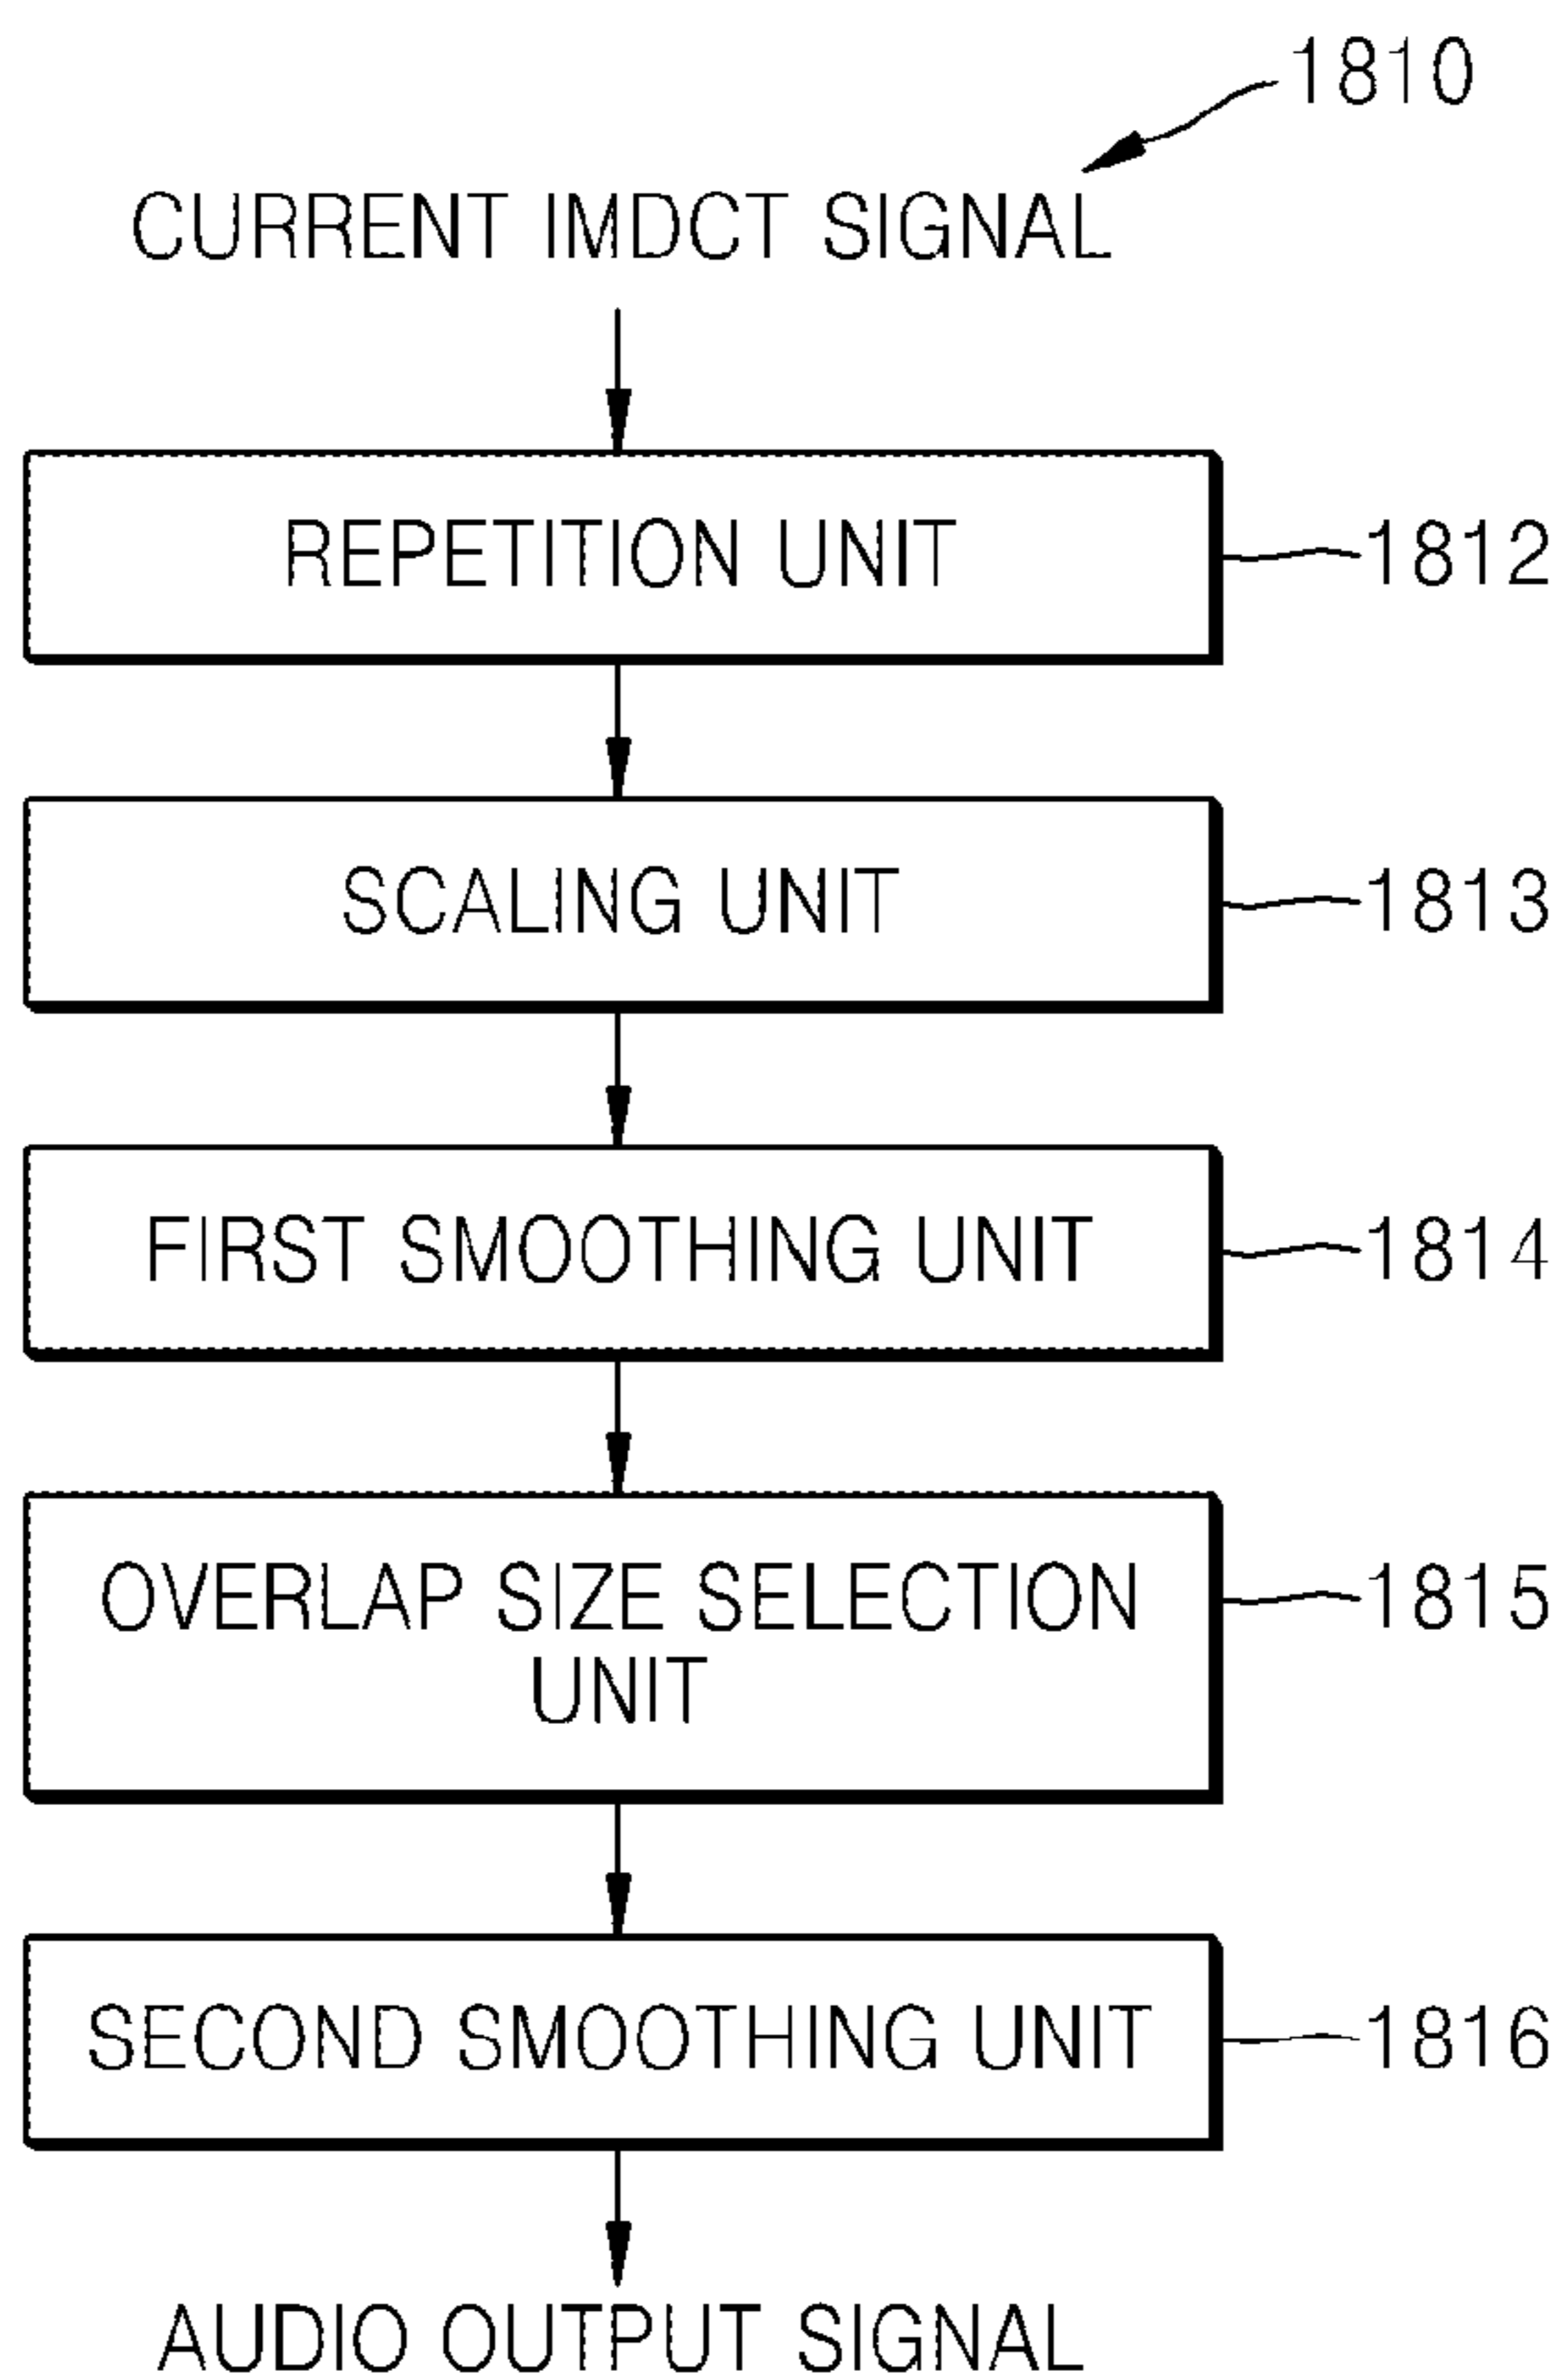 1810
CURRENT IMDCT SIGNAL
REPETITION UNIT
1812
SCALING UNIT
1813
FIRST SMOOTHING UNIT
1814
OVERLAP SIZE SELECTION
UNIT
1815
SECOND SMOOTHING UNIT
1816
AUDIO OUTPUT SIGNAL